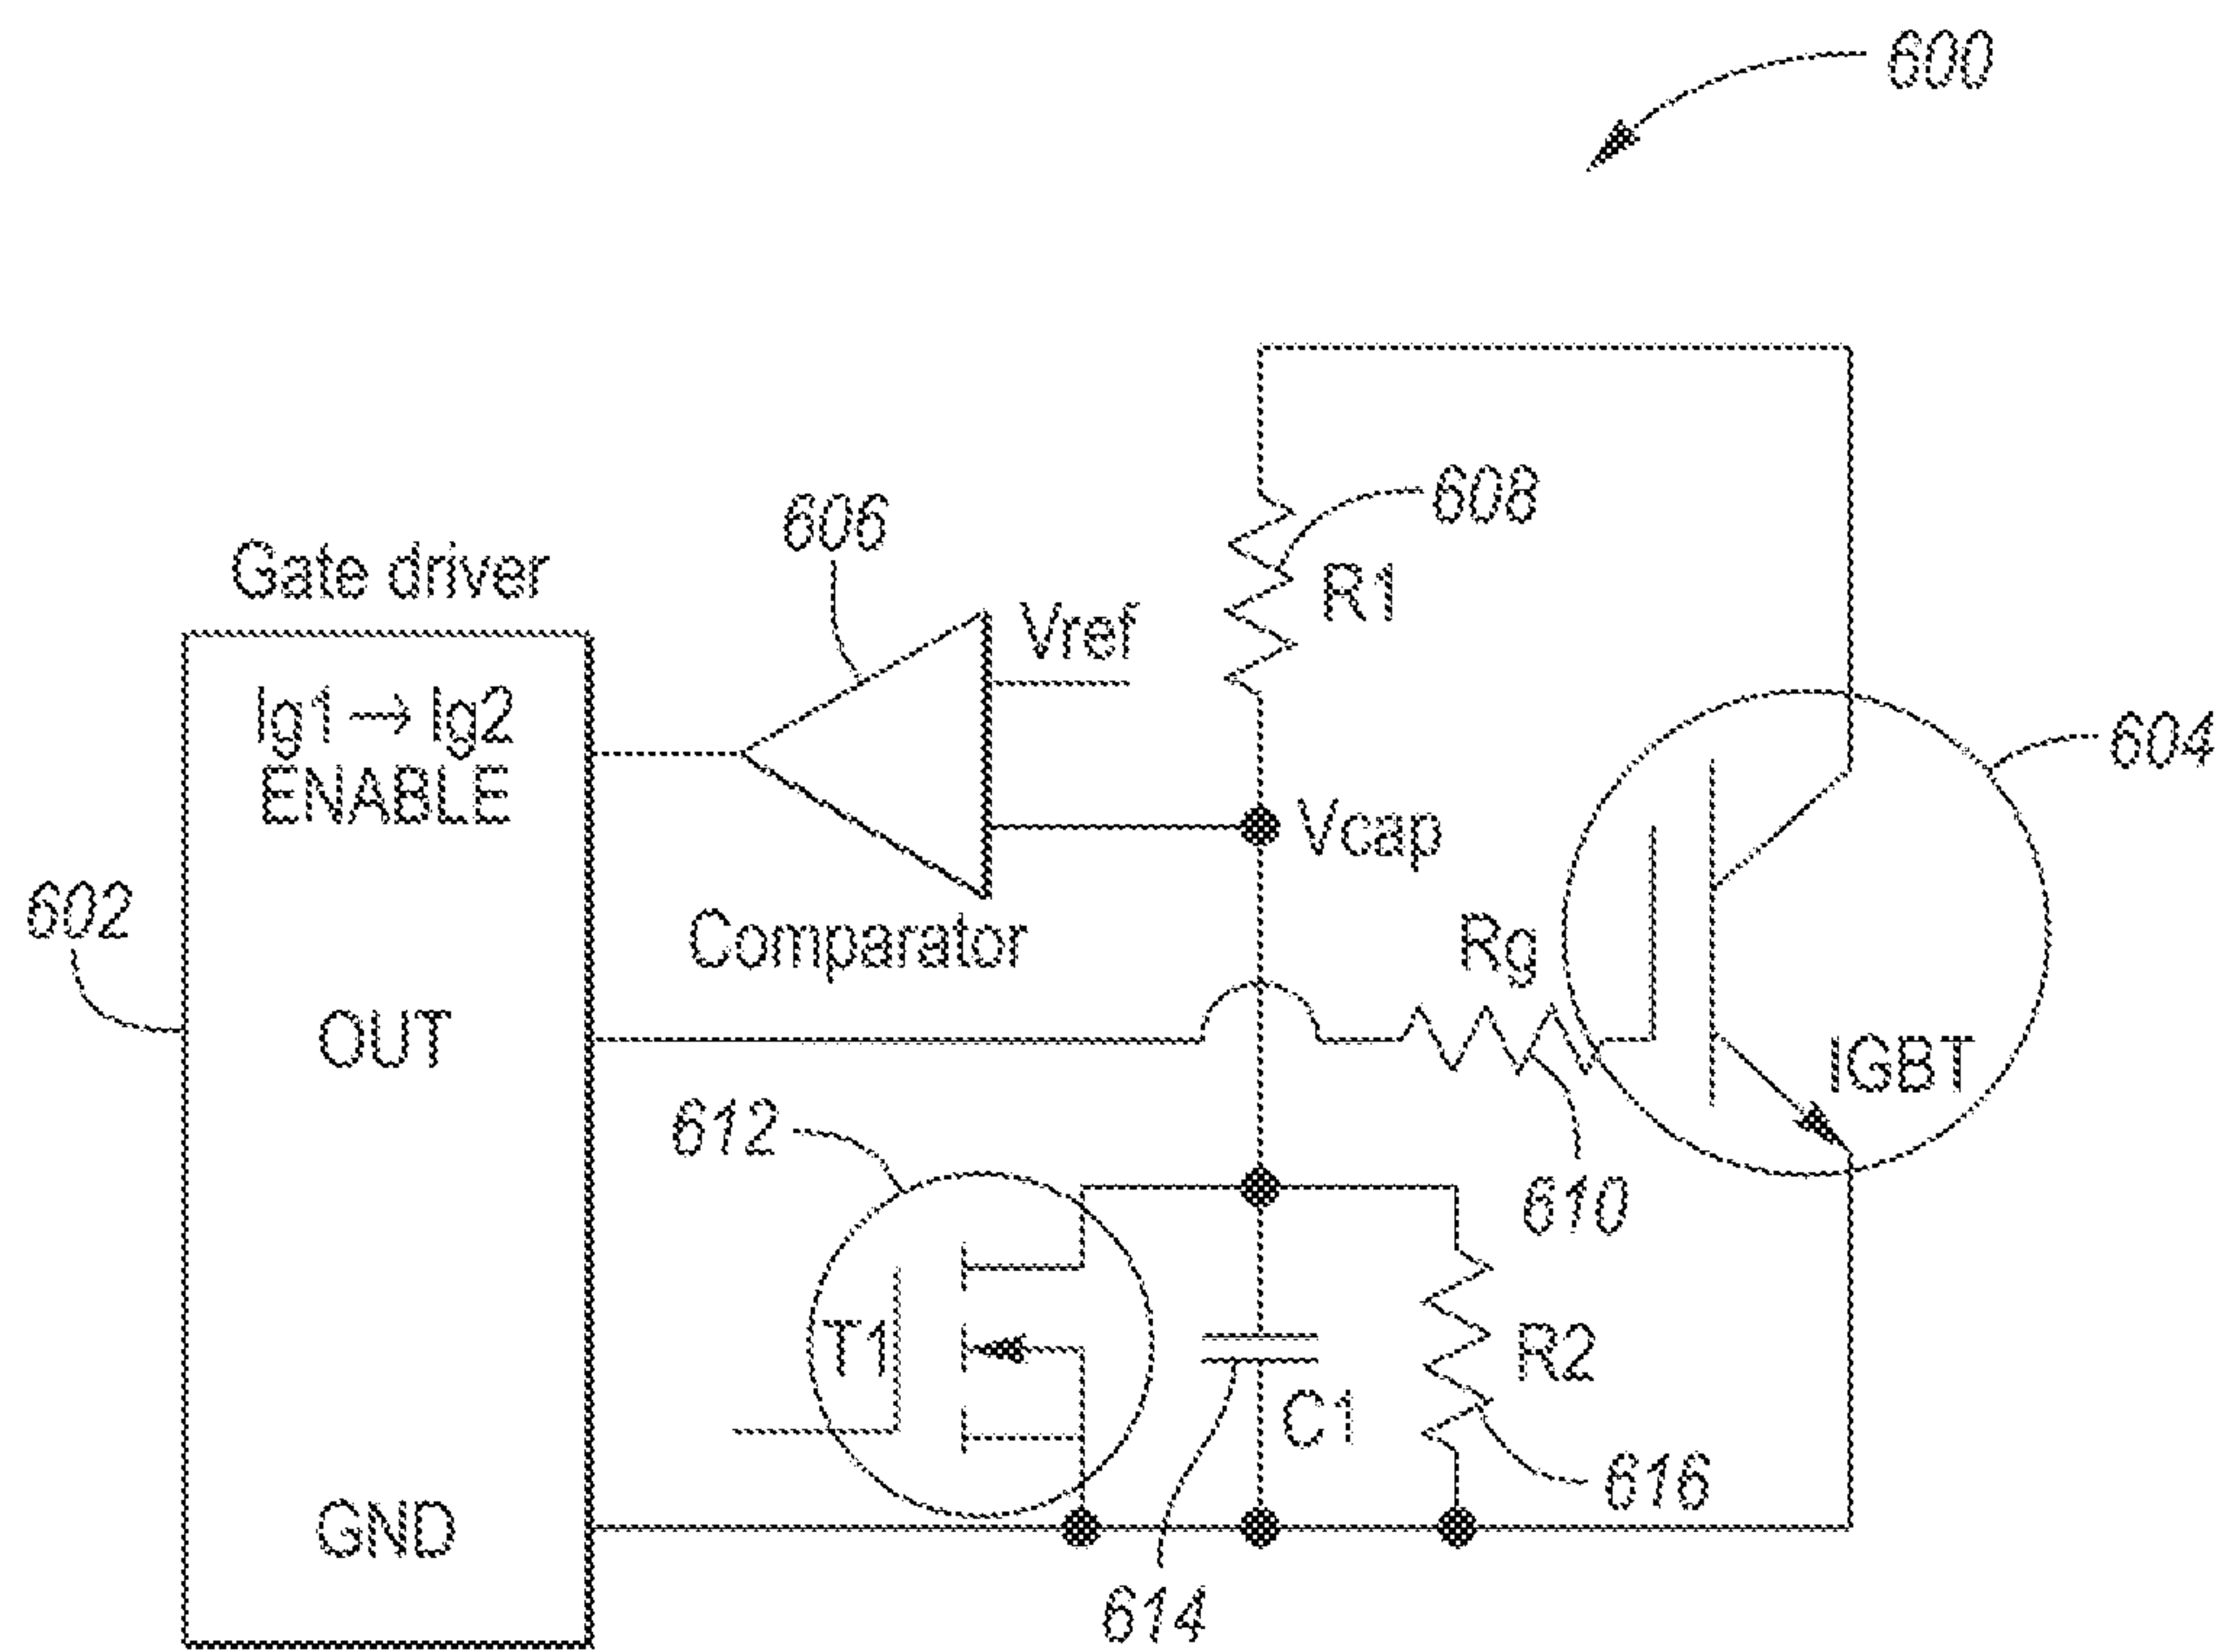 600
608
606
Gate driver
Vref
R1
Ig1 → Ig2
ENABLE
604
Vcap
602
Comparator
Rg
OUT
IGBT
612
610
T1
R2
C1
616
GND
614